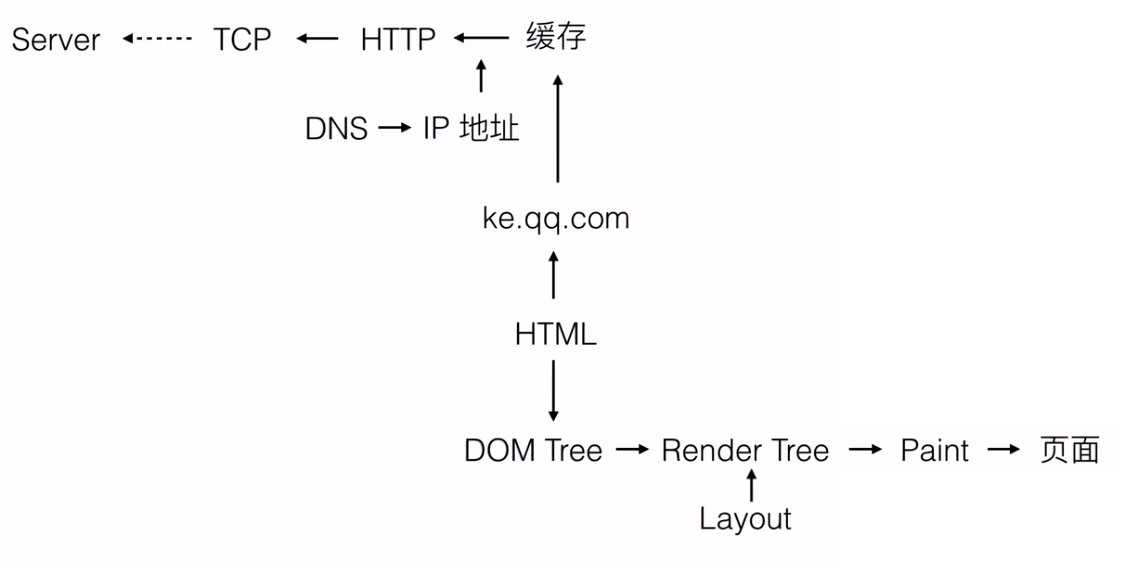 Server TCP HTTP 缓存
DNS IP 地址
ke.qq.com
HTML
DOM Tree Render Tree Paint 页面
Layout